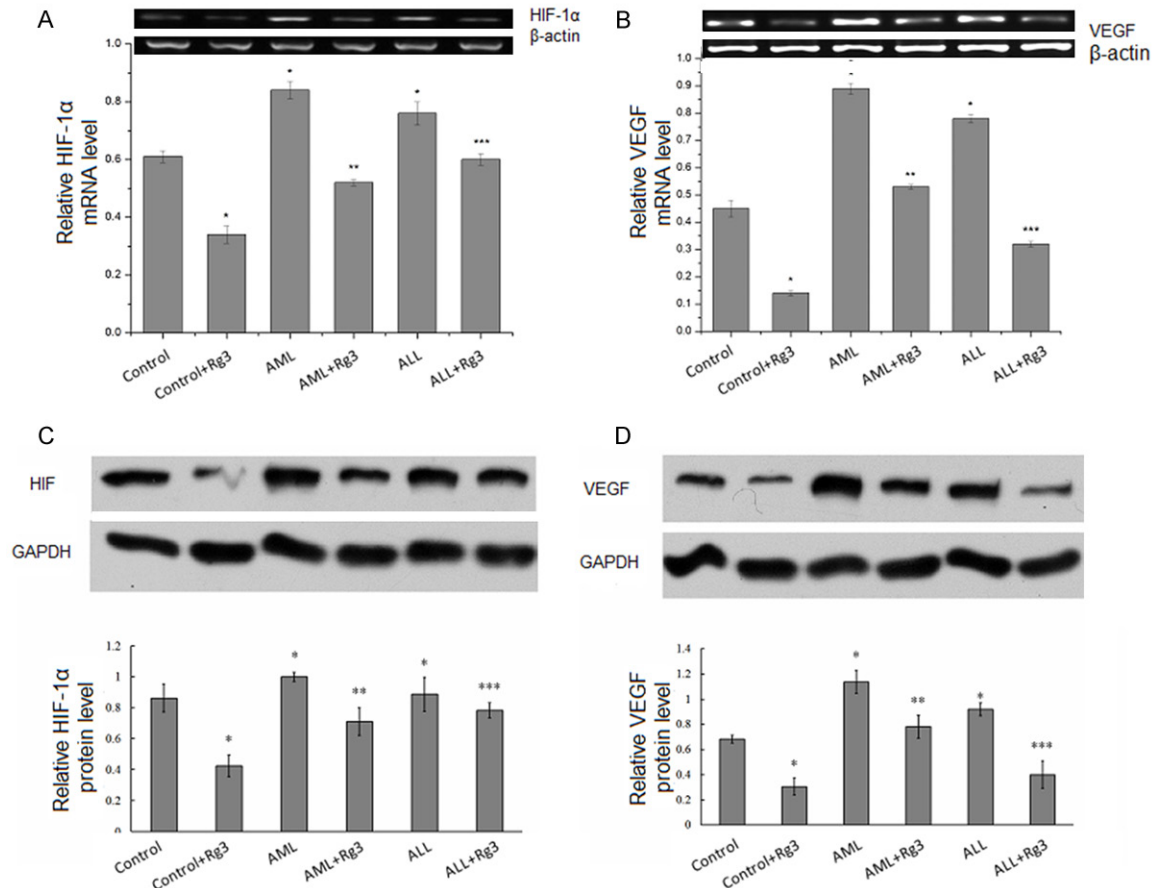 A
HIF-1α
β-actin
Relative HIF-1α
mRNA level
1.0
0.8
0.6
0.4
0.2
0.0
*
*
**
*
***
Control
Control+Rg3
AML
AML+Rg3
ALL
ALL+Rg3
B
VEGF
β-actin
Relative VEGF
mRNA level
1.0
0.9
0.8
0.7
0.6
0.5
0.4
0.3
0.2
0.1
0.0
*
**
*
***
Control
Control+Rg3
AML
AML+Rg3
ALL
ALL+Rg3
C
HIF
GAPDH
Relative HIF-1α
protein level
1.2
1
0.8
0.6
0.4
0.2
0
*
*
**
*
***
Control
Control+Rg3
AML
AML+Rg3
ALL
ALL+Rg3
D
VEGF
GAPDH
Relative VEGF
protein level
1.4
1.2
1
0.8
0.6
0.4
0.2
0
*
*
**
*
***
Control
Control+Rg3
AML
AML+Rg3
ALL
ALL+Rg3